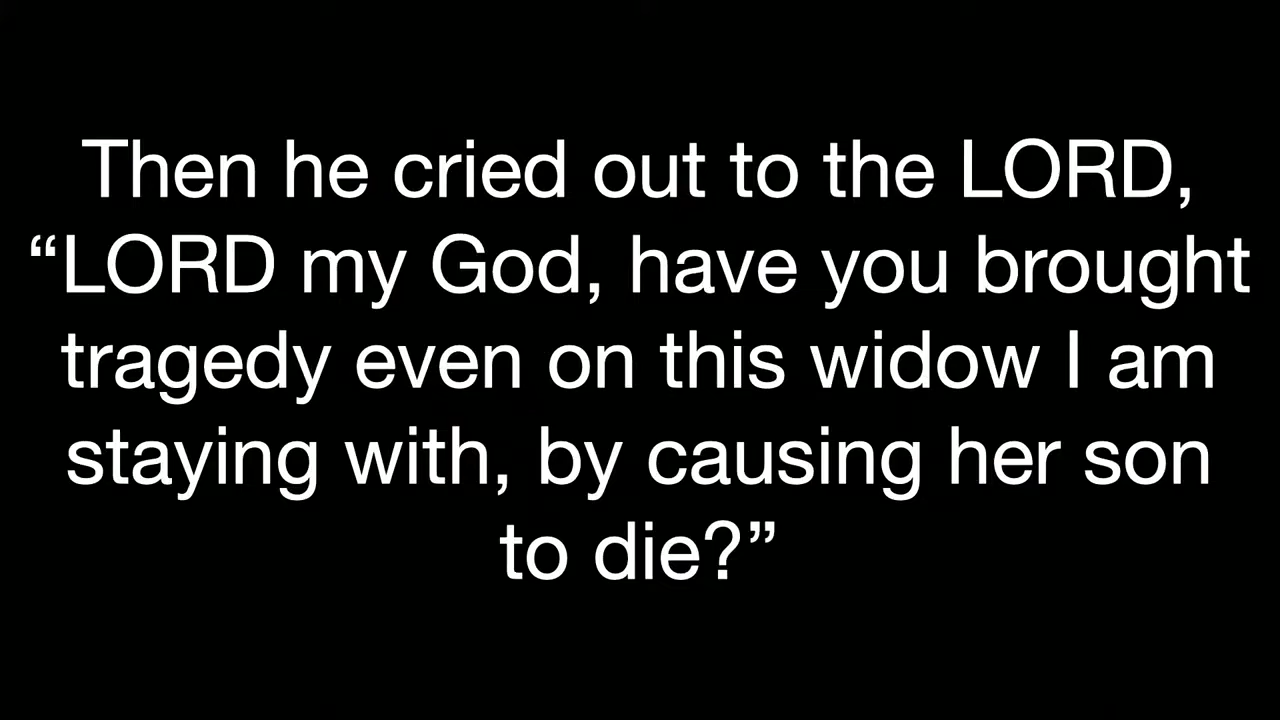 Then he cried out to the LORD,
“LORD my God, have you brought
tragedy even on this widow I am
staying with, by causing her son
to die?”